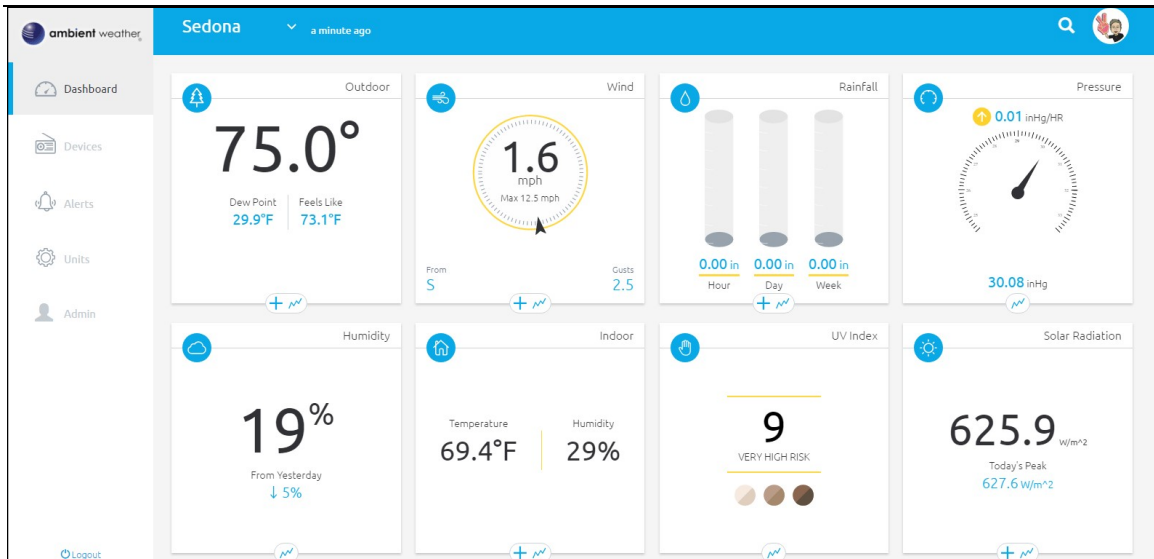 ambient weather
Sedona
a minute ago
Dashboard
Devices
Alerts
Units
Admin
Logout
Outdoor
75.0°
Dew Point
29.9°F
Feels Like
73.1°F
Wind
1.6
mph
Max 12.5 mph
From
S
Gusts
2.5
Rainfall
0.00 in
Hour
0.00 in
Day
0.00 in
Week
Pressure
0.01 inHg/HR
30.08 inHg
Humidity
19%
From Yesterday
↓ 5%
Indoor
Temperature
69.4°F
Humidity
29%
UV Index
9
VERY HIGH RISK
Solar Radiation
625.9 W/m^2
Today's Peak
627.6 W/m^2